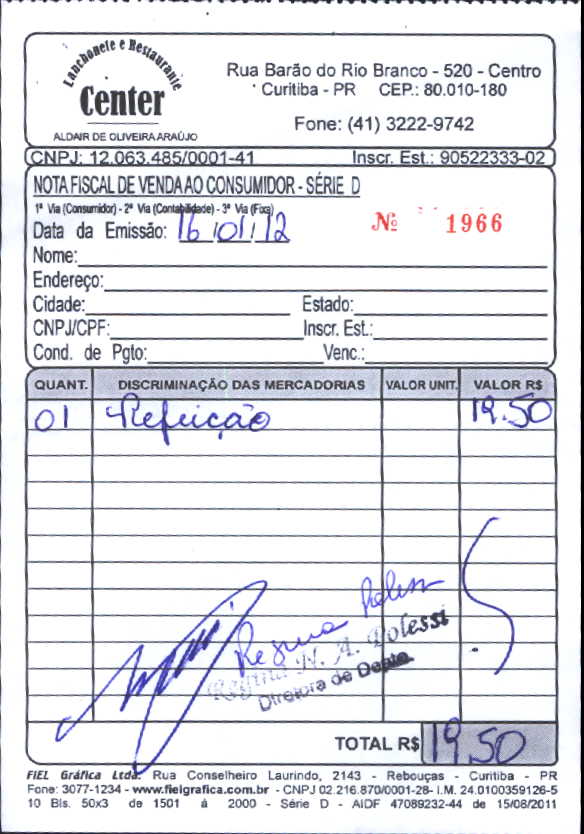 Lanchonete e Restaurante
Center
ALDAIR DE OLIVEIRA ARAÚJO
Rua Barão do Rio Branco - 520 - Centro
Curitiba - PR CEP.: 80.010-180
Fone: (41) 3222-9742
CNPJ: 12.063.485/0001-41 Inscr. Est.: 90522333-02
NOTA FISCAL DE VENDA AO CONSUMIDOR - SÉRIE D
1ª Via (Consumidor) - 2ª Via (Contabilidade) - 3ª Via (Fixa)
Data da Emissão: 16/01/12 Nº 1966
Nome:
Endereço:
Cidade: Estado:
CNPJ/CPF: Inscr. Est.:
Cond. de Pgto: Venc.:
QUANT. DISCRIMINAÇÃO DAS MERCADORIAS VALOR UNIT. VALOR R$
01 Refeição 19.50
Regina
Regina N. A. Polessi
Diretora de Depto.
TOTAL R$ 19 50
FIEL Gráfica Ltda. Rua Conselheiro Laurindo, 2143 - Rebouças - Curitiba - PR
Fone: 3077-1234 - www.fielgrafica.com.br - CNPJ 02.216.870/0001-28- I.M. 24.0100359126-5
10 Bls. 50x3 de 1501 á 2000 - Série D - AIDF 47089232-44 de 15/08/2011